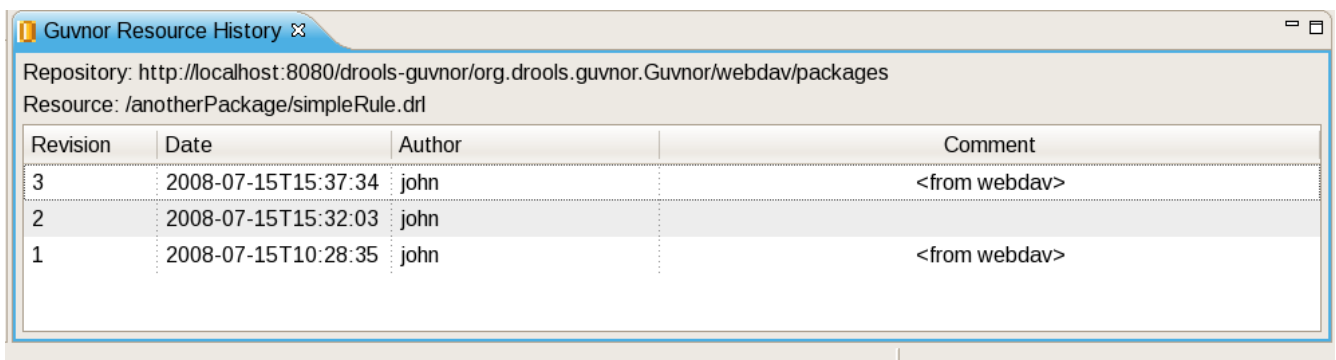 Guvnor Resource History
Repository: http://localhost:8080/drools-guvnor/org.drools.guvnor.Guvnor/webdav/packages
Resource: /anotherPackage/simpleRule.drl
Revision Date Author Comment
3 2008-07-15T15:37:34 john <from webdav>
2 2008-07-15T15:32:03 john
1 2008-07-15T10:28:35 john <from webdav>